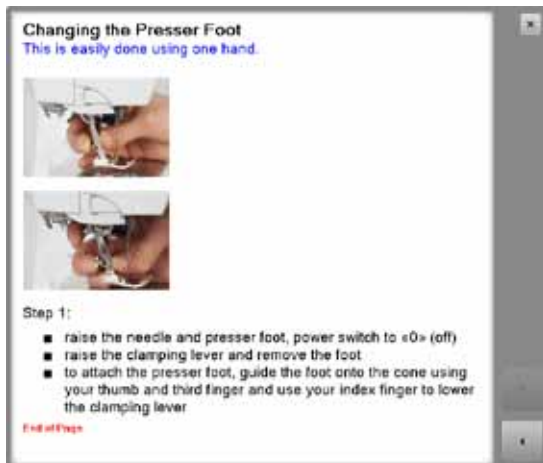 Changing the Presser Foot
This is easily done using one hand.
Step 1:
■ raise the needle and presser foot, power switch to «0» (off)
■ raise the clamping lever and remove the foot
■ to attach the presser foot, guide the foot onto the cone using
your thumb and third finger and use your index finger to lower
the clamping lever
End of Page